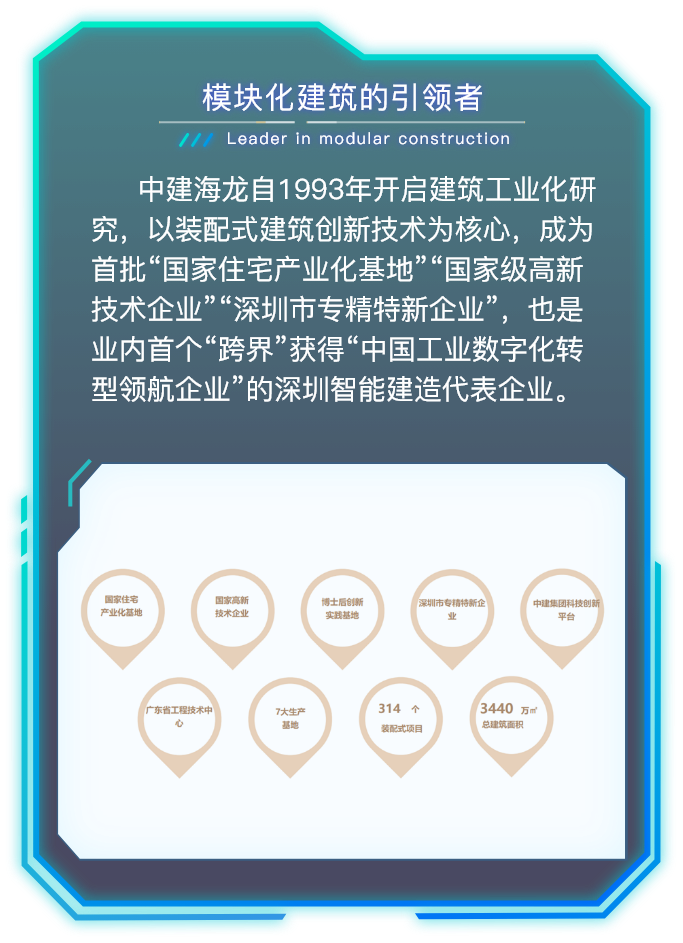 模块化建筑的引领者
Leader in modular construction
中建海龙自1993年开启建筑工业化研
究，以装配式建筑创新技术为核心，成为
首批“国家住宅产业化基地”“国家级高新
技术企业”“深圳市专精特新企业”，也是
业内首个“跨界”获得“中国工业数字化转
型领航企业”的深圳智能建造代表企业。
国家住宅
产业化基地
国家高新
技术企业
博士后创新
实践基地
深圳市专精特新企
业
中建集团科技创新
平台
广东省工程技术中
心
7大生产
基地
314 个
装配式项目
3440 万㎡
总建筑面积